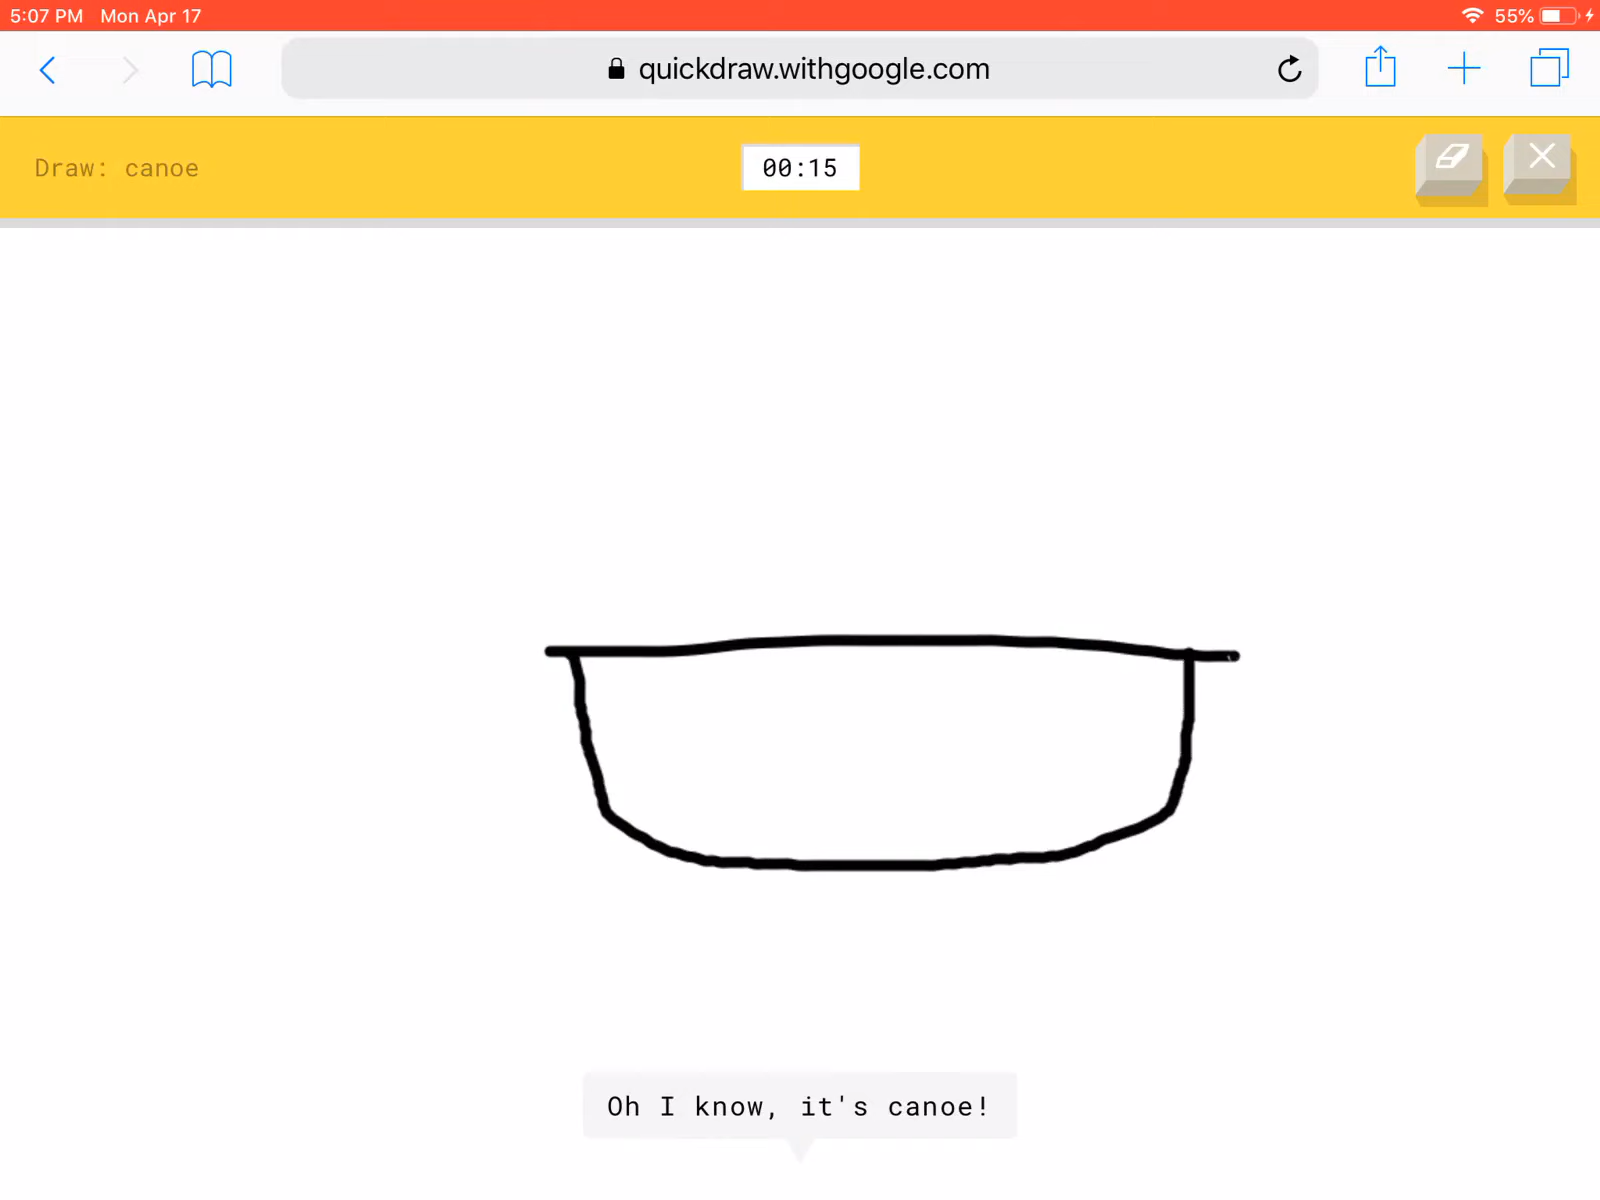 5:07 PM Mon Apr 17 55%
quickdraw.withgoogle.com
Draw: canoe 00:15
Oh I know, it's canoe!